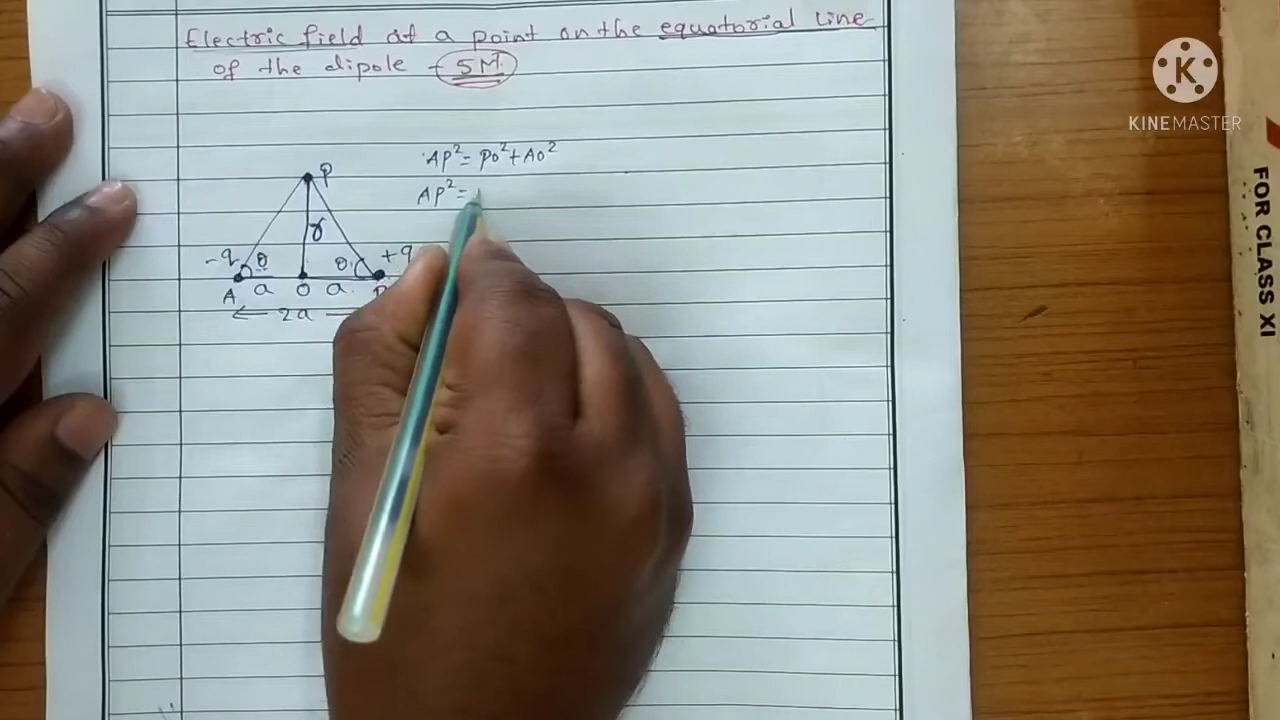 Electric field at a point on the equatorial line
of the dipole - 5M
AP² = PO² + AO²
AP² =
P
r
-q θ θ +q
A a O a
2a
K
KINEMASTER
FOR CLASS XI